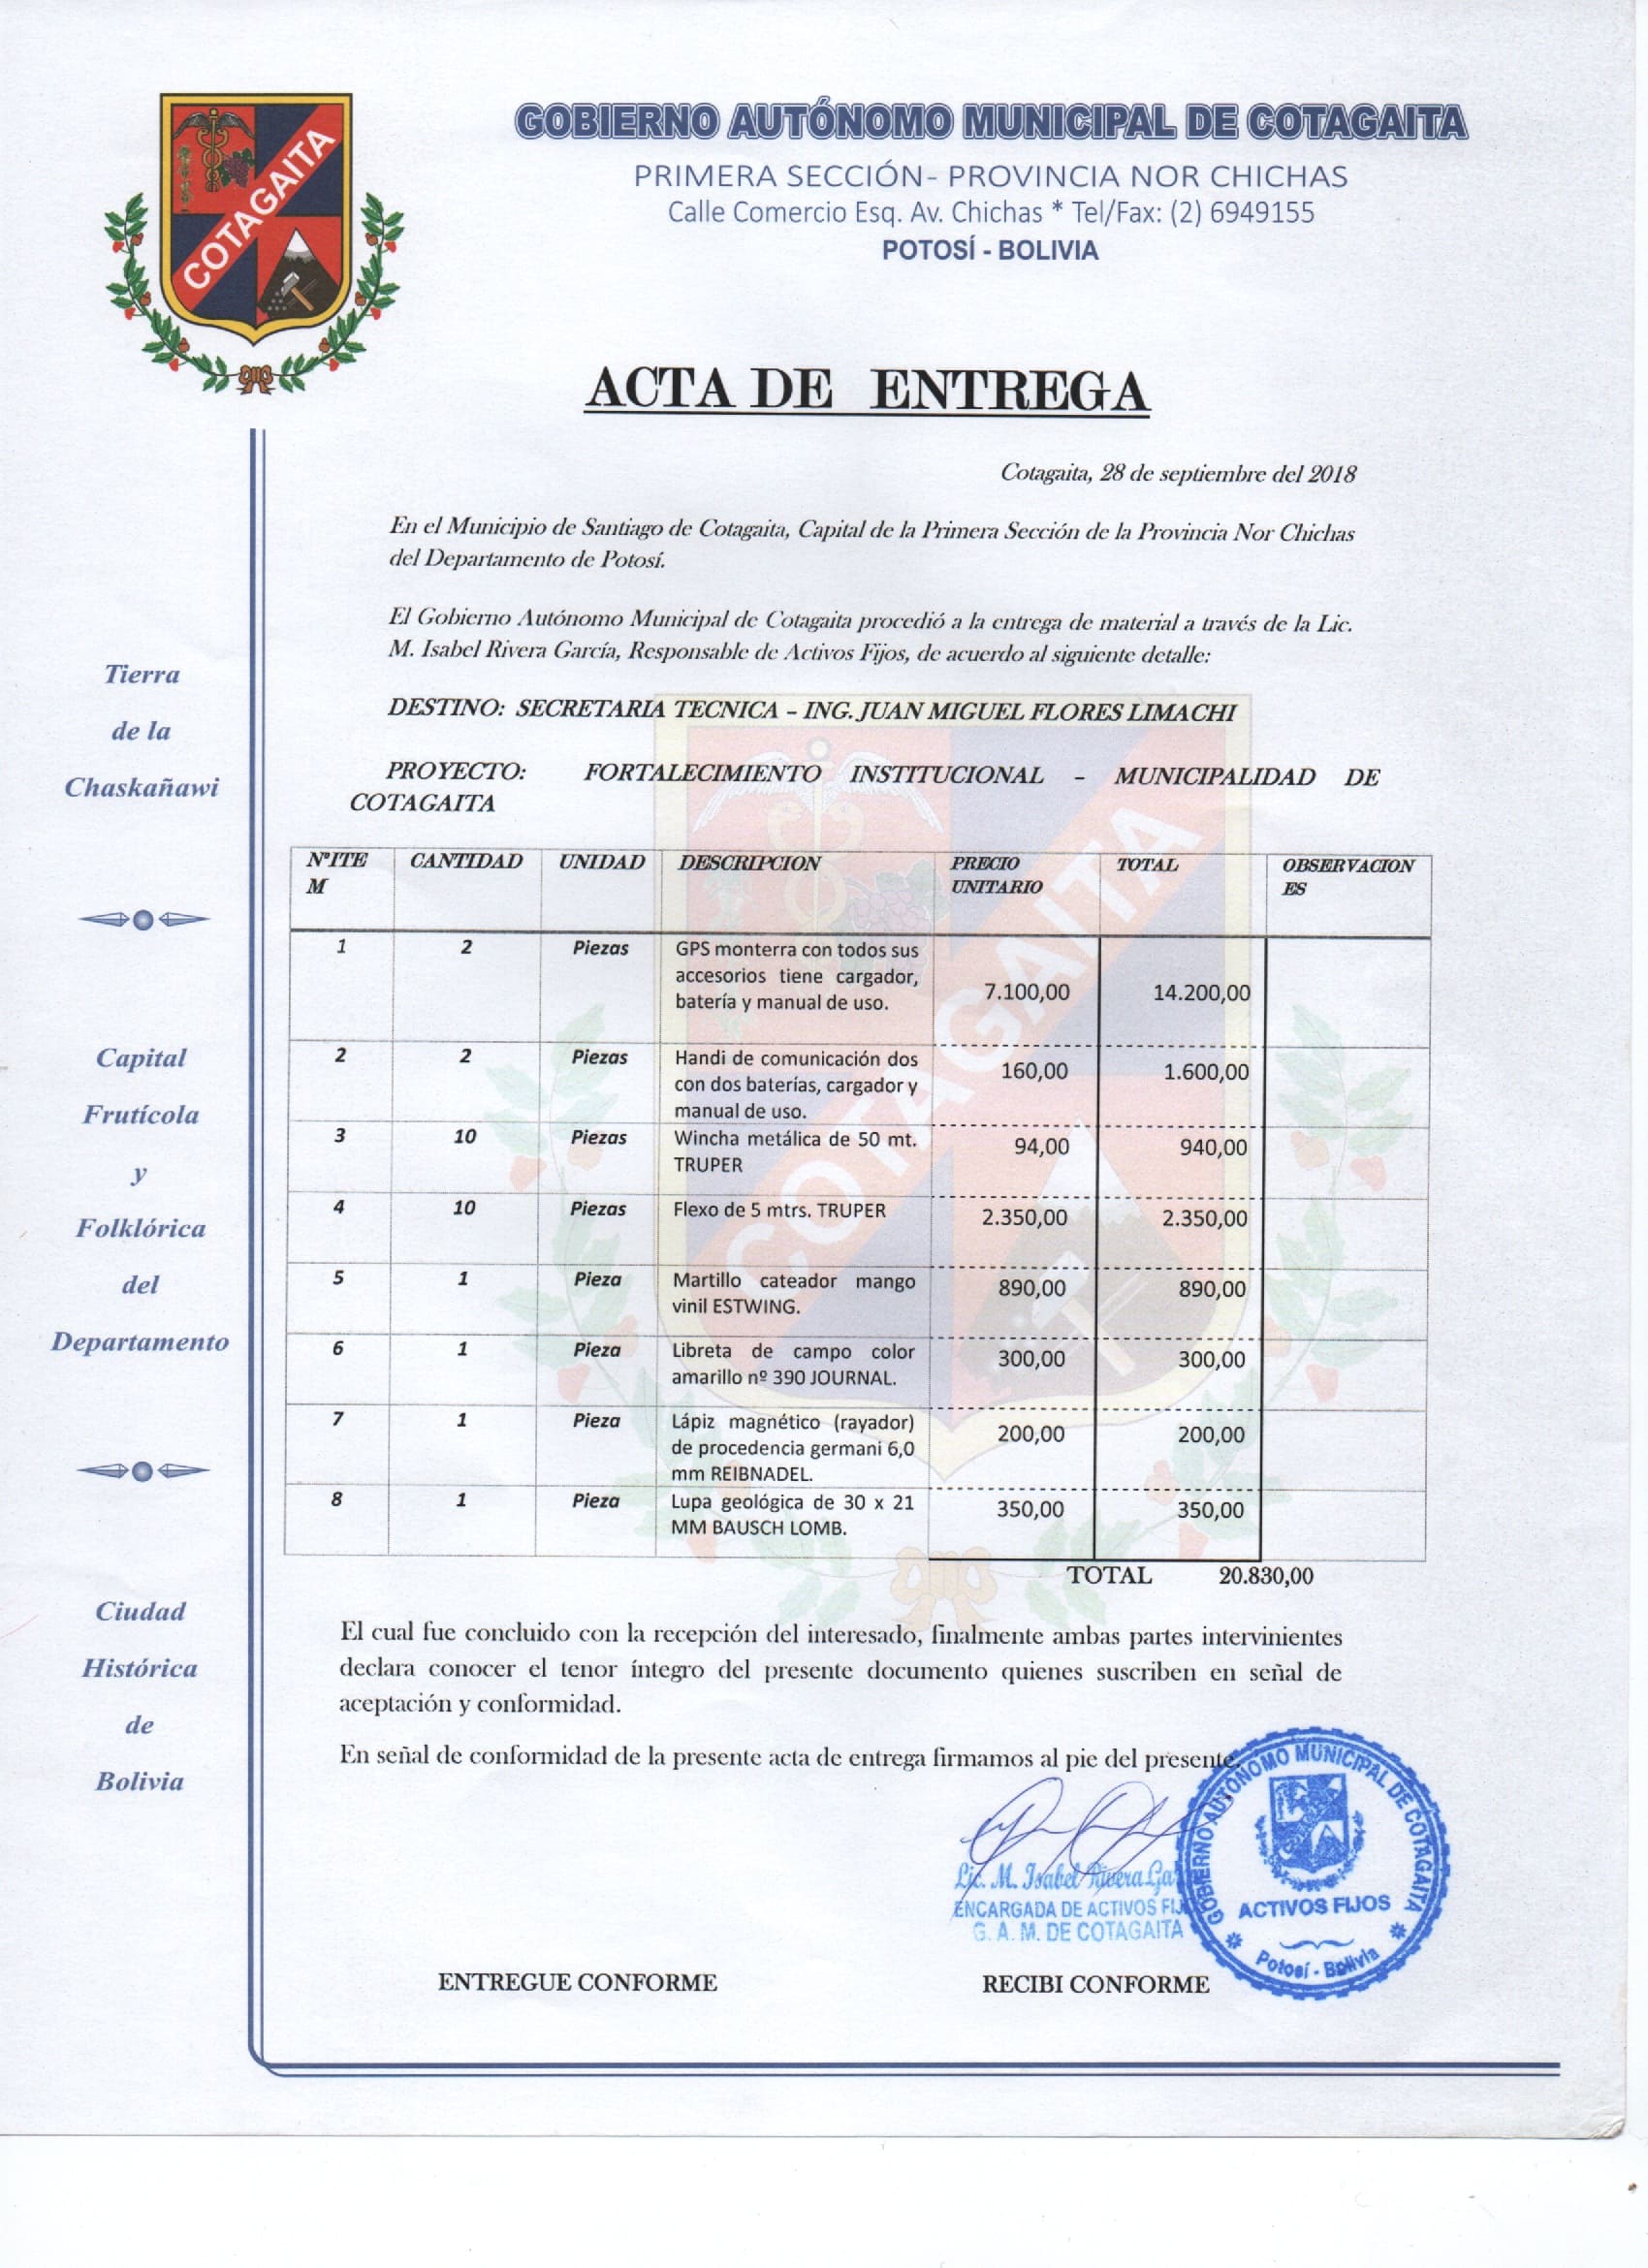 COTAGAITA
GOBIERNO AUTÓNOMO MUNICIPAL DE COTAGAITA
PRIMERA SECCIÓN- PROVINCIA NOR CHICHAS
Calle Comercio Esq. Av. Chichas * Tel/Fax: (2) 6949155
POTOSÍ - BOLIVIA
ACTA DE ENTREGA
Cotagaita, 28 de septiembre del 2018
En el Municipio de Santiago de Cotagaita, Capital de la Primera Sección de la Provincia Nor Chichas
del Departamento de Potosí.
El Gobierno Autónomo Municipal de Cotagaita procedió a la entrega de material a través de la Lic.
M. Isabel Rivera García, Responsable de Activos Fijos, de acuerdo al siguiente detalle:
DESTINO: SECRETARIA TECNICA – ING. JUAN MIGUEL FLORES LIMACHI
PROYECTO: FORTALECIMIENTO INSTITUCIONAL – MUNICIPALIDAD DE
COTAGAITA
Tierra
de la
Chaskañawi
Capital
Frutícola
y
Folklórica
del
Departamento
Ciudad
Histórica
de
Bolivia
N°ITE CANTIDAD UNIDAD DESCRIPCION PRECIO TOTAL OBSERVACION
M UNITARIO ES
1 2 Piezas GPS monterra con todos sus
accesorios tiene cargador,
batería y manual de uso. 7.100,00 14.200,00
2 2 Piezas Handi de comunicación dos
con dos baterías, cargador y 160,00 1.600,00
manual de uso.
3 10 Piezas Wincha metálica de 50 mt. 94,00 940,00
TRUPER
4 10 Piezas Flexo de 5 mtrs. TRUPER 2.350,00 2.350,00
5 1 Pieza Martillo cateador mango 890,00 890,00
vinil ESTWING.
6 1 Pieza Libreta de campo color 300,00 300,00
amarillo nº 390 JOURNAL.
7 1 Pieza Lápiz magnético (rayador) 200,00 200,00
de procedencia germani 6,0
mm REIBNADEL.
8 1 Pieza Lupa geológica de 30 x 21 350,00 350,00
MM BAUSCH LOMB.
TOTAL 20.830,00
COTAGAITA
El cual fue concluido con la recepción del interesado, finalmente ambas partes intervinientes
declara conocer el tenor íntegro del presente documento quienes suscriben en señal de
aceptación y conformidad.
En señal de conformidad de la presente acta de entrega firmamos al pie del presente.
Lic. M. Isabel Rivera Ga
ENCARGADA DE ACTIVOS FIJ
G. A. M. DE COTAGAITA
GOBIERNO AUTÓNOMO MUNICIPAL DE COTAGAITA
ACTIVOS FIJOS
Potosí - Bolivia
ENTREGUE CONFORME RECIBI CONFORME